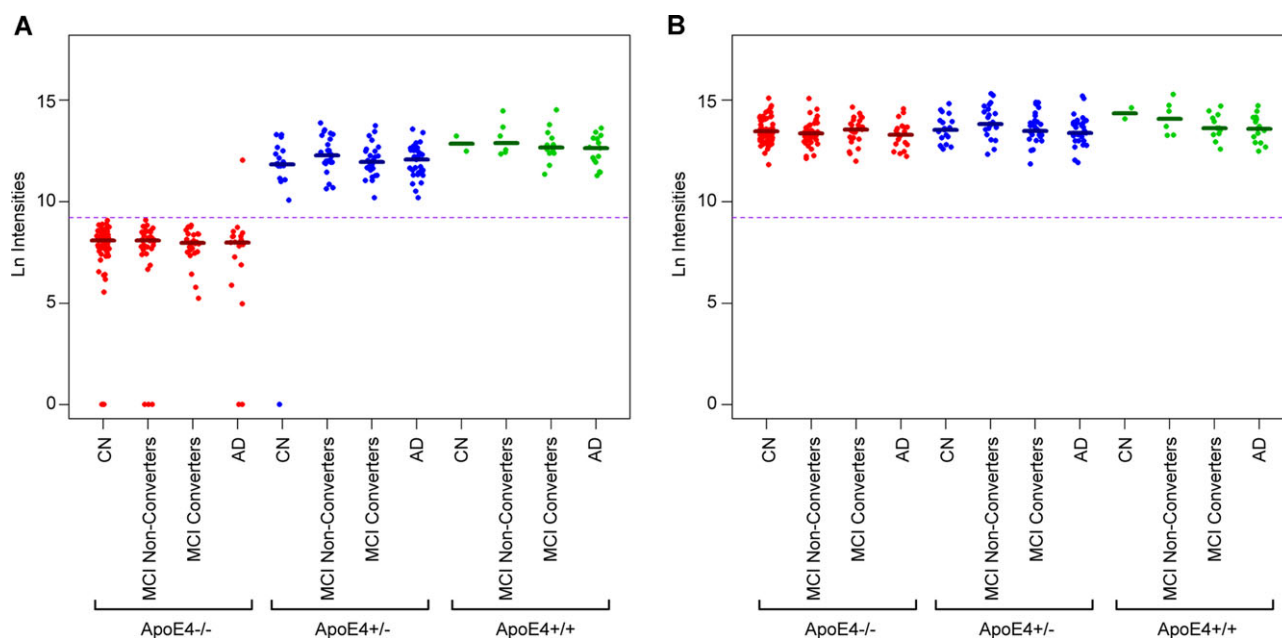 A
Ln Intensities
15
10
5
0
CN
MCI Non-Converters
MCI Converters
AD
CN
MCI Non-Converters
MCI Converters
AD
CN
MCI Non-Converters
MCI Converters
AD
ApoE4-/-
ApoE4+/-
ApoE4+/+
B
Ln Intensities
15
10
5
0
CN
MCI Non-Converters
MCI Converters
AD
CN
MCI Non-Converters
MCI Converters
AD
CN
MCI Non-Converters
MCI Converters
AD
ApoE4-/-
ApoE4+/-
ApoE4+/+